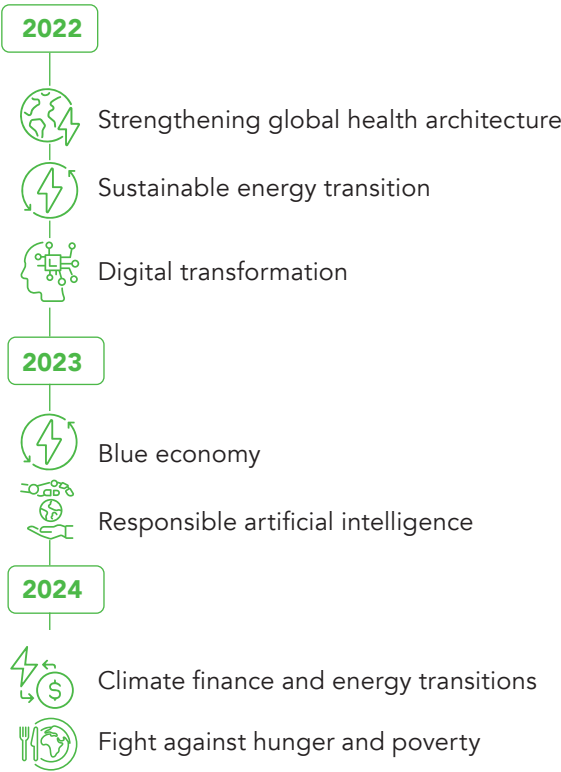 2022
Strengthening global health architecture
Sustainable energy transition
Digital transformation
2023
Blue economy
Responsible artificial intelligence
2024
$
Climate finance and energy transitions
Fight against hunger and poverty